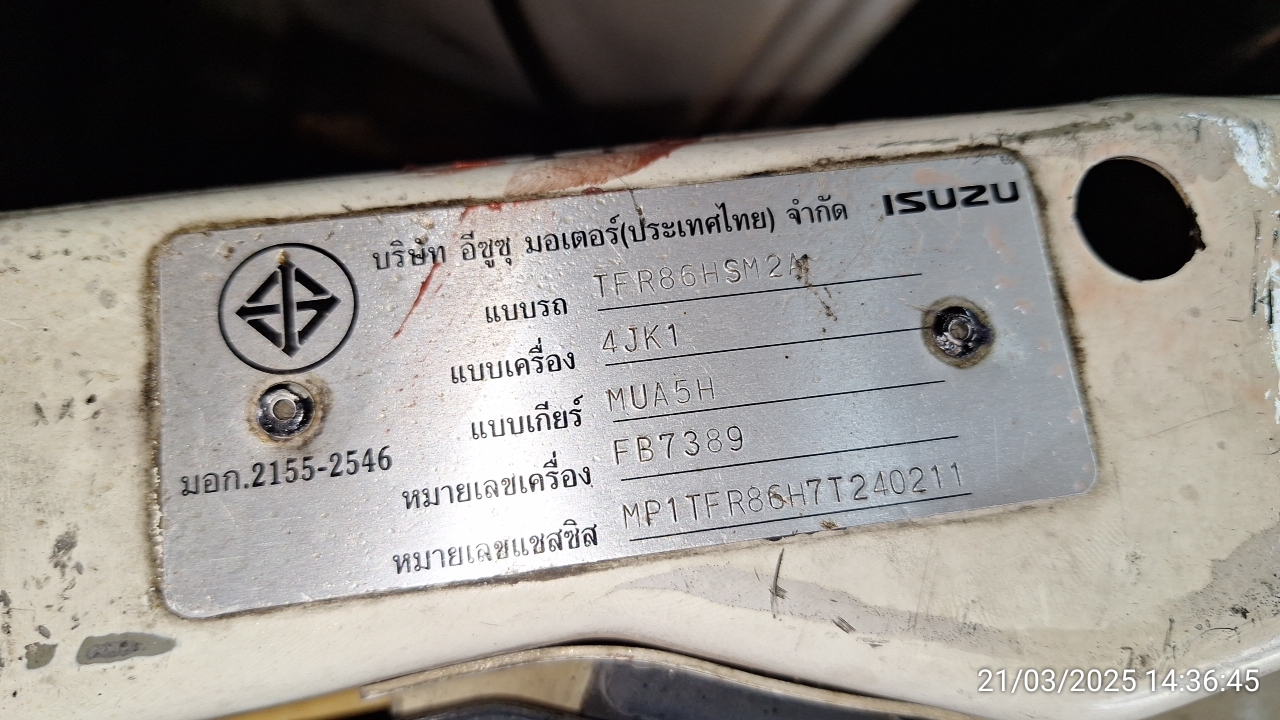 บริษัท อีซูซุ มอเตอร์(ประเทศไทย) จำกัด ISUZU
แบบรถ TFR86HSM2A
แบบเครื่อง 4JK1
แบบเกียร์ MUA5H
หมายเลขเครื่อง FB7389
หมายเลขแชสซิส MP1TFR86H7T240211
มอก.2155-2546
21/03/2025 14:36:45